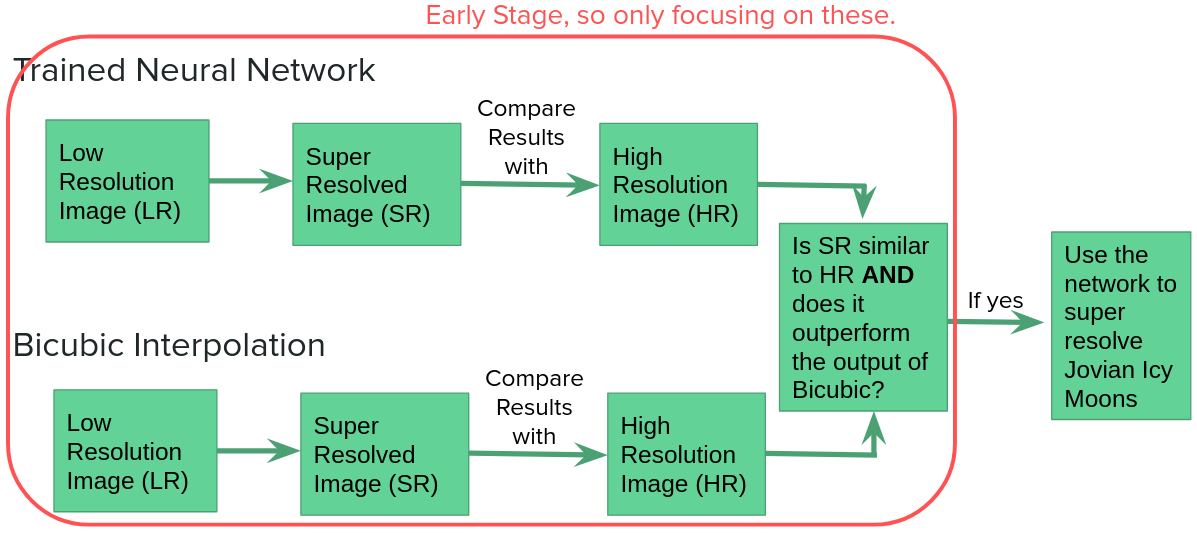 Early Stage, so only focusing on these.
Trained Neural Network
Low
Resolution
Image (LR)
Super
Resolved
Image (SR)
Compare
Results
with
High
Resolution
Image (HR)
Is SR similar
to HR AND
does it
outperform
the output of
Bicubic?
If yes
Use the
network to
super
resolve
Jovian Icy
Moons
Bicubic Interpolation
Low
Resolution
Image (LR)
Super
Resolved
Image (SR)
Compare
Results
with
High
Resolution
Image (HR)